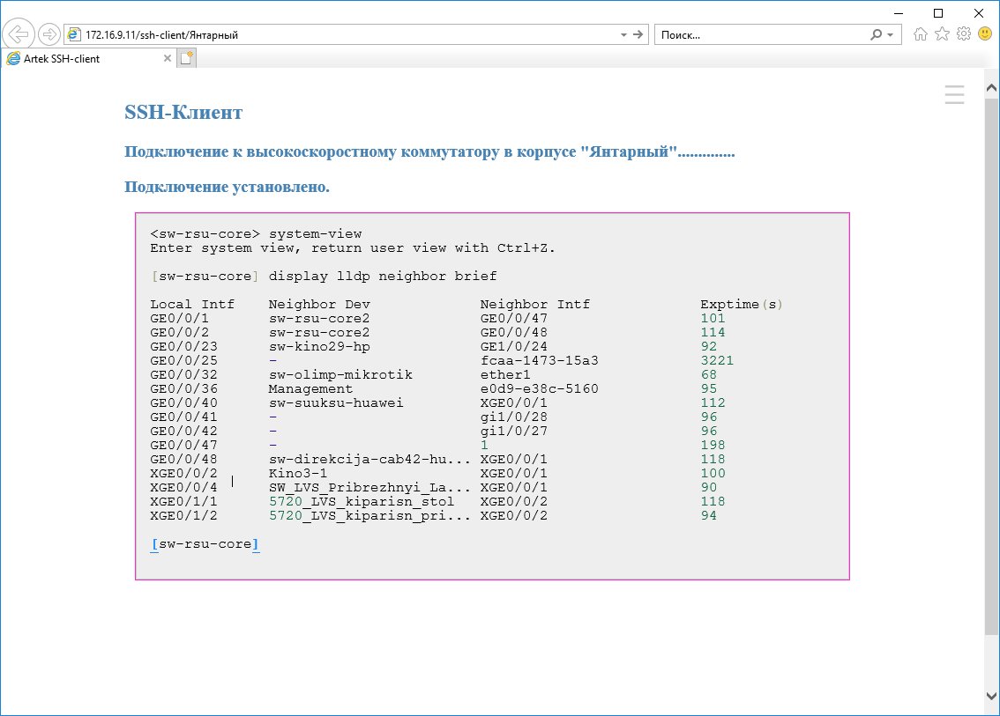 172.16.9.11/ssh-client/Янтарный
Поиск...
Artek SSH-client
SSH-Клиент
Подключение к высокоскоростному коммутатору в корпусе "Янтарный"..............
Подключение установлено.
<sw-rsu-core> system-view
Enter system view, return user view with Ctrl+Z.
[sw-rsu-core] display lldp neighbor brief
Local Intf Neighbor Dev Neighbor Intf Exptime(s)
GE0/0/1 sw-rsu-core2 GE0/0/47 101
GE0/0/2 sw-rsu-core2 GE0/0/48 114
GE0/0/23 sw-kino29-hp GE1/0/24 92
GE0/0/25 - fcaa-1473-15a3 3221
GE0/0/32 sw-olimp-mikrotik ether1 68
GE0/0/36 Management e0d9-e38c-5160 95
GE0/0/40 sw-suuksu-huawei XGE0/0/1 112
GE0/0/41 - gi1/0/28 96
GE0/0/42 - gi1/0/27 96
GE0/0/47 - 1 198
GE0/0/48 sw-direkcija-cab42-hu... XGE0/0/1 118
XGE0/0/2 Kino3-1 XGE0/0/1 100
XGE0/0/4 SW_LVS_Pribrezhnyi_La... XGE0/0/1 90
XGE0/1/1 5720_LVS_kiparisn_stol XGE0/0/2 118
XGE0/1/2 5720_LVS_kiparisn_pri... XGE0/0/2 94
[sw-rsu-core]